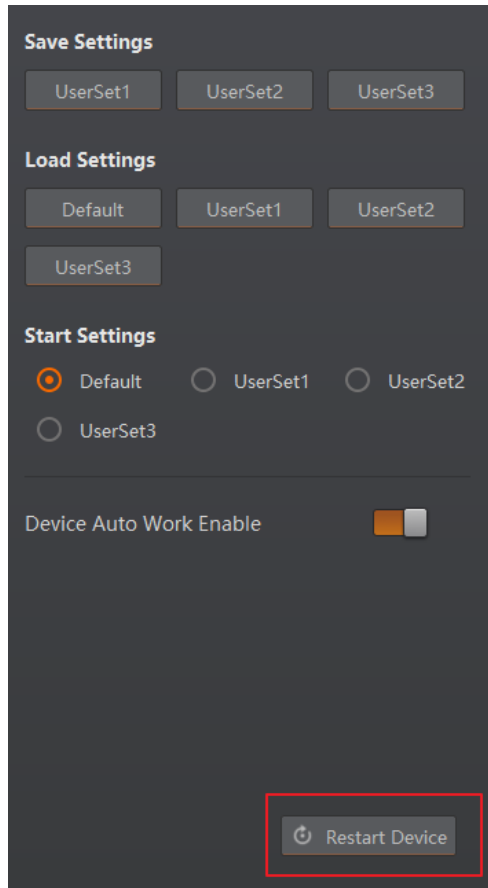 Save Settings
UserSet1 UserSet2 UserSet3
Load Settings
Default UserSet1 UserSet2
UserSet3
Start Settings
Default UserSet1 UserSet2
UserSet3
Device Auto Work Enable
Restart Device